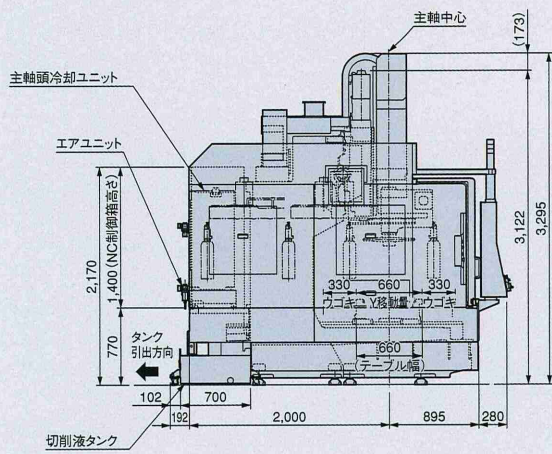 主軸中心
(173)
主軸頭冷却ユニット
エアユニット
2,170
1,400 (NC制御箱高さ)
770
3,122
3,295
330 660 330
ウゴキ Y移動量 ウゴキ
660
(テーブル幅)
タンク
引出方向
102 700
192 2,000 895 280
切削液タンク